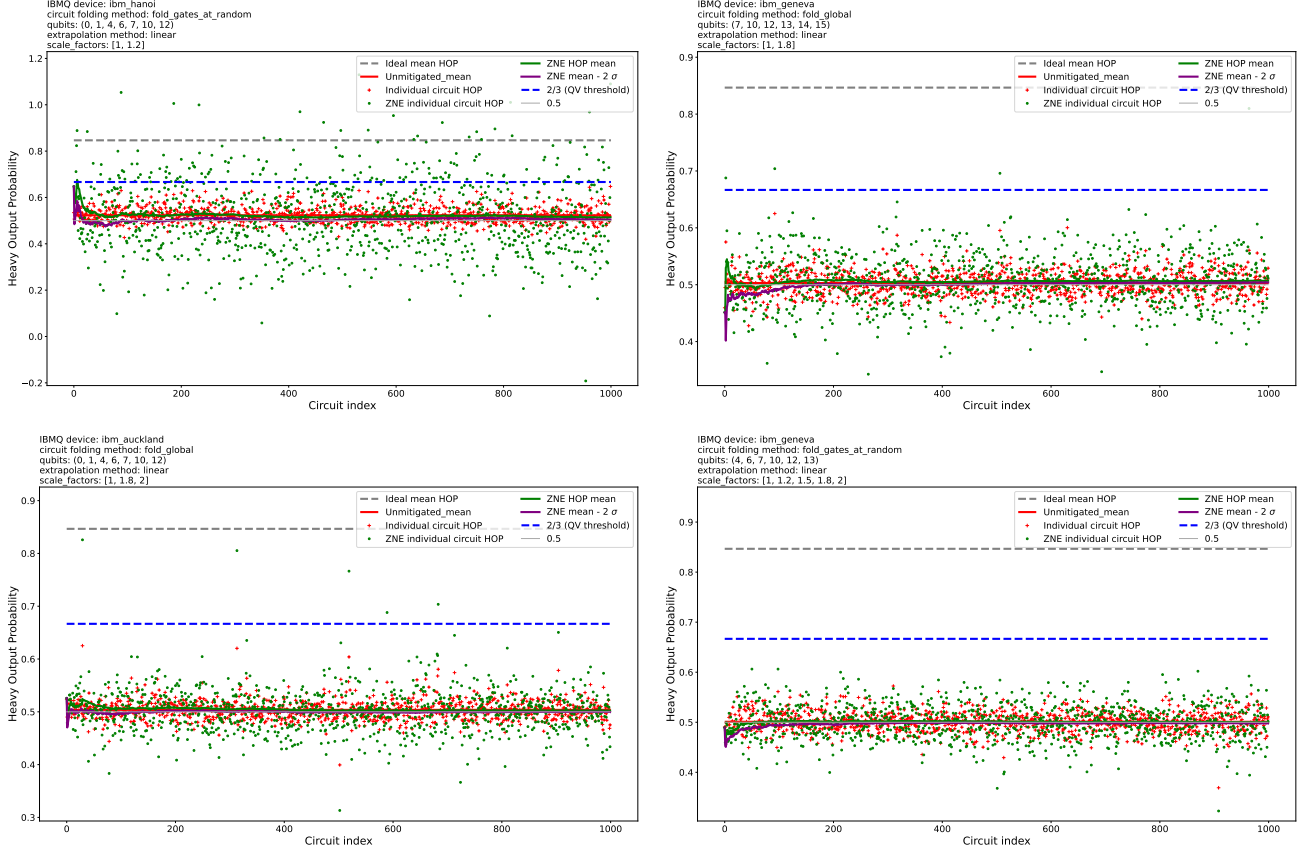 IBMQ device: ibm_hanoi
circuit folding method: fold_gates_at_random
qubits: (0, 1, 4, 6, 7, 10, 12)
extrapolation method: linear
scale_factors: [1, 1.2]
1.2
1.0
0.8
0.6
0.4
0.2
0.0
−0.2
Heavy Output Probability
Ideal mean HOP
Unmitigated_mean
Individual circuit HOP
ZNE individual circuit HOP
ZNE HOP mean
ZNE mean - 2 σ
2/3 (QV threshold)
0.5
0
200
400
600
800
1000
Circuit index
IBMQ device: ibm_geneva
circuit folding method: fold_global
qubits: (7, 10, 12, 13, 14, 15)
extrapolation method: linear
scale_factors: [1, 1.8]
0.9
0.8
0.7
0.6
0.5
0.4
Heavy Output Probability
Ideal mean HOP
Unmitigated_mean
Individual circuit HOP
ZNE individual circuit HOP
ZNE HOP mean
ZNE mean - 2 σ
2/3 (QV threshold)
0.5
0
200
400
600
800
1000
Circuit index
IBMQ device: ibm_auckland
circuit folding method: fold_global
qubits: (0, 1, 4, 6, 7, 10, 12)
extrapolation method: linear
scale_factors: [1, 1.8, 2]
0.9
0.8
0.7
0.6
0.5
0.4
0.3
Heavy Output Probability
Ideal mean HOP
Unmitigated_mean
Individual circuit HOP
ZNE individual circuit HOP
ZNE HOP mean
ZNE mean - 2 σ
2/3 (QV threshold)
0.5
0
200
400
600
800
1000
Circuit index
IBMQ device: ibm_geneva
circuit folding method: fold_gates_at_random
qubits: (4, 6, 7, 10, 12, 13)
extrapolation method: linear
scale_factors: [1, 1.2, 1.5, 1.8, 2]
0.9
0.8
0.7
0.6
0.5
0.4
Heavy Output Probability
Ideal mean HOP
Unmitigated_mean
Individual circuit HOP
ZNE individual circuit HOP
ZNE HOP mean
ZNE mean - 2 σ
2/3 (QV threshold)
0.5
0
200
400
600
800
1000
Circuit index